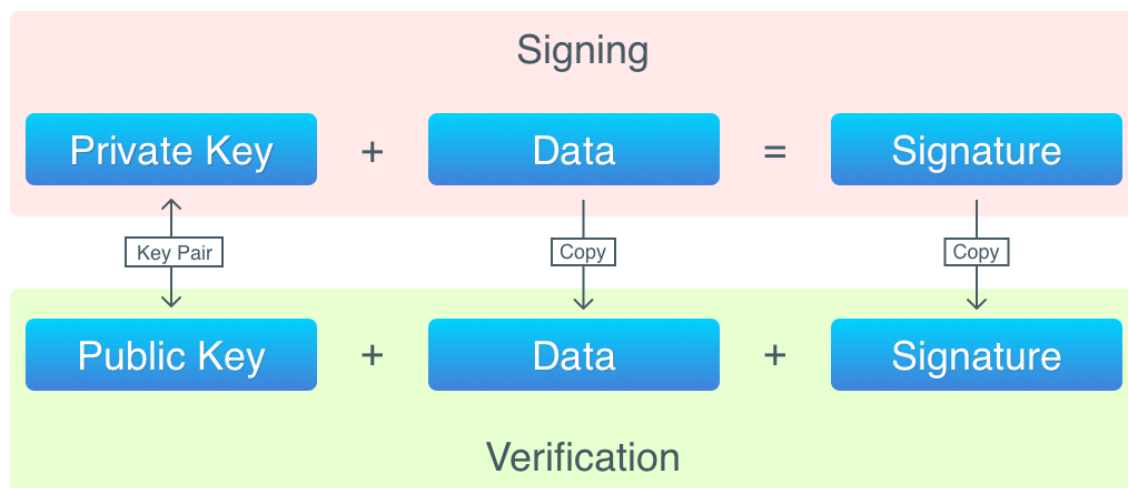 Signing
Private Key + Data = Signature
Key Pair Copy Copy
Public Key + Data + Signature
Verification